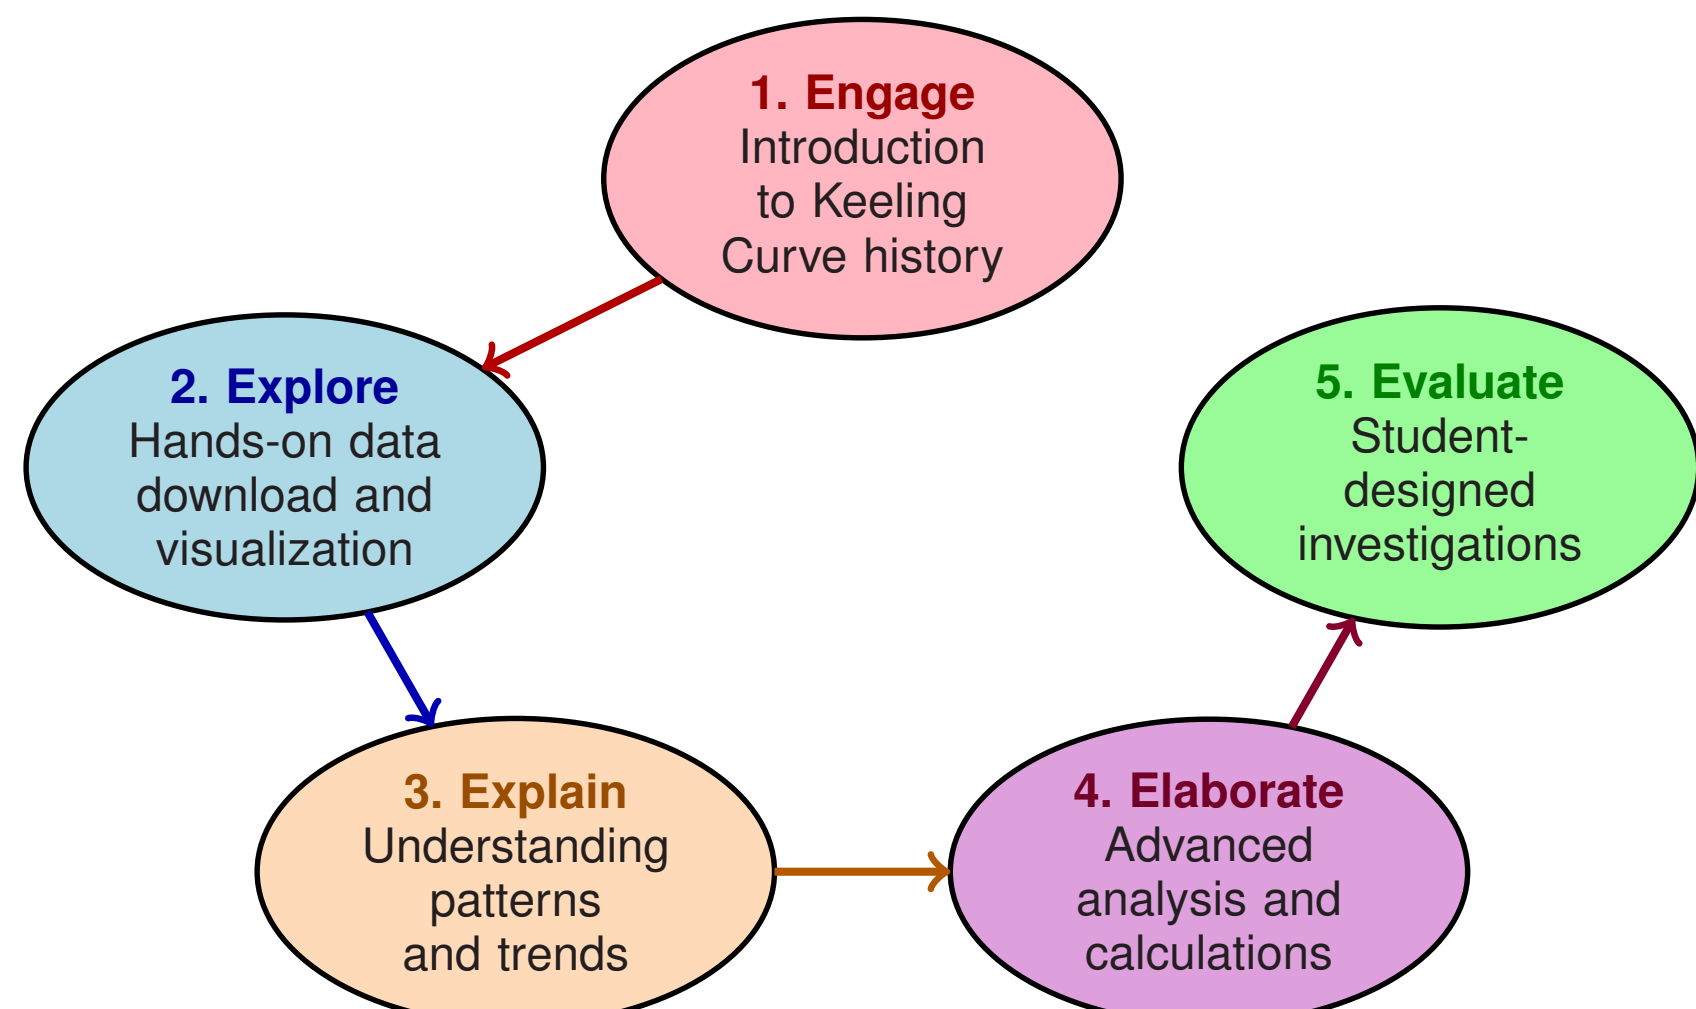 1. Engage
Introduction
to Keeling
Curve history
2. Explore
Hands-on data
download and
visualization
3. Explain
Understanding
patterns
and trends
4. Elaborate
Advanced
analysis and
calculations
5. Evaluate
Student-
designed
investigations